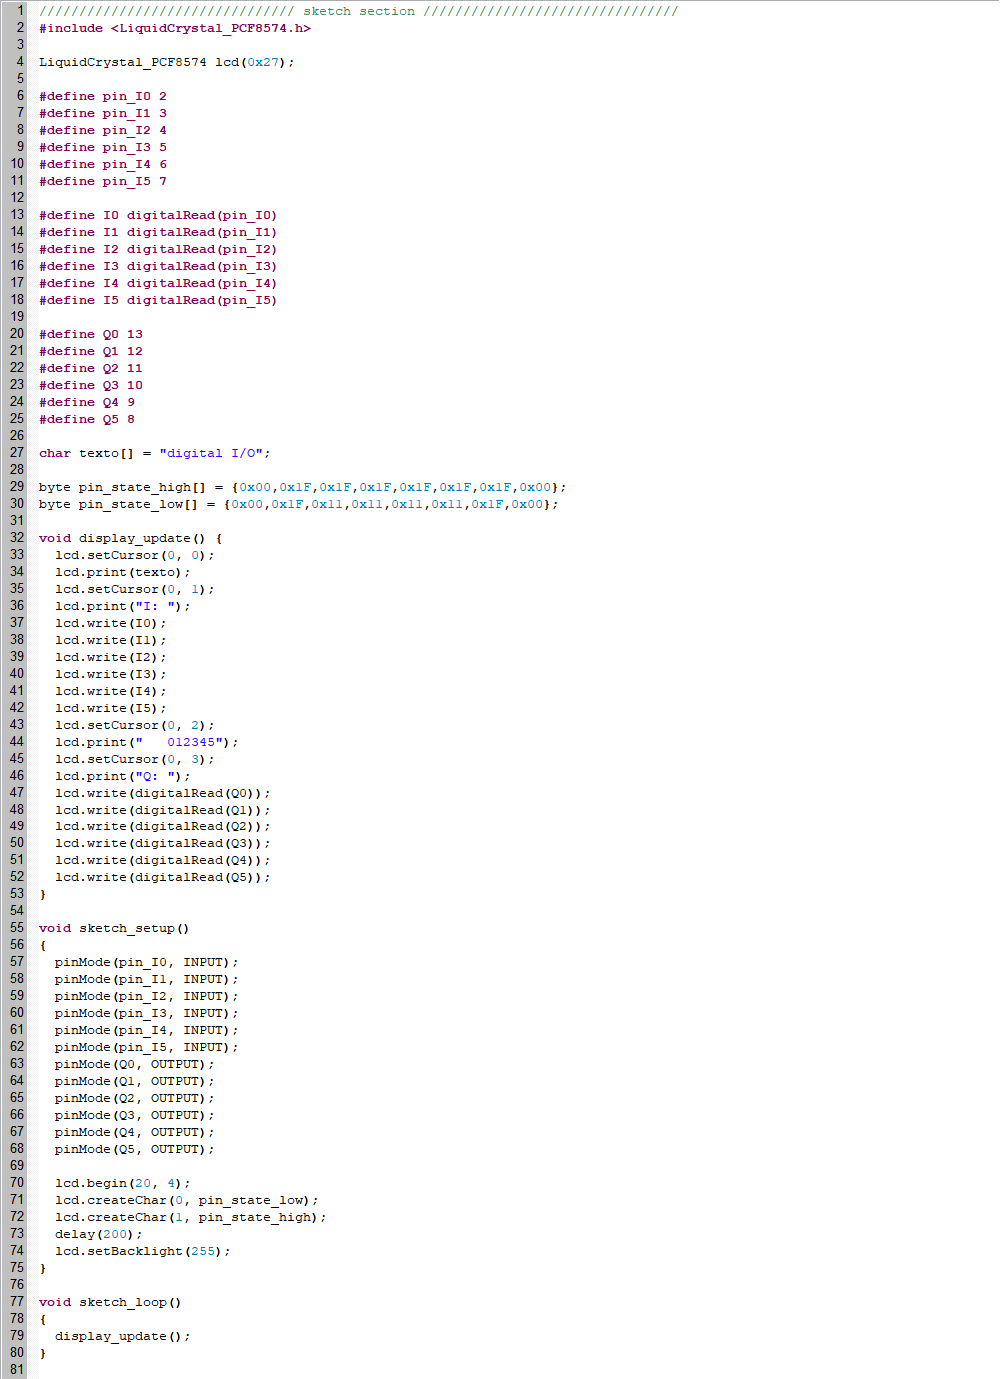 1 //////////////////////////////// sketch section ////////////////////////////////
2 #include <LiquidCrystal_PCF8574.h>
3
4 LiquidCrystal_PCF8574 lcd(0x27);
5
6 #define pin_I0 2
7 #define pin_I1 3
8 #define pin_I2 4
9 #define pin_I3 5
10 #define pin_I4 6
11 #define pin_I5 7
12
13 #define I0 digitalRead(pin_I0)
14 #define I1 digitalRead(pin_I1)
15 #define I2 digitalRead(pin_I2)
16 #define I3 digitalRead(pin_I3)
17 #define I4 digitalRead(pin_I4)
18 #define I5 digitalRead(pin_I5)
19
20 #define Q0 13
21 #define Q1 12
22 #define Q2 11
23 #define Q3 10
24 #define Q4 9
25 #define Q5 8
26
27 char texto[] = "digital I/O";
28
29 byte pin_state_high[] = {0x00,0x1F,0x1F,0x1F,0x1F,0x1F,0x1F,0x00};
30 byte pin_state_low[] = {0x00,0x1F,0x11,0x11,0x11,0x11,0x1F,0x00};
31
32 void display_update() {
33   lcd.setCursor(0, 0);
34   lcd.print(texto);
35   lcd.setCursor(0, 1);
36   lcd.print("I: ");
37   lcd.write(I0);
38   lcd.write(I1);
39   lcd.write(I2);
40   lcd.write(I3);
41   lcd.write(I4);
42   lcd.write(I5);
43   lcd.setCursor(0, 2);
44   lcd.print("   012345");
45   lcd.setCursor(0, 3);
46   lcd.print("Q: ");
47   lcd.write(digitalRead(Q0));
48   lcd.write(digitalRead(Q1));
49   lcd.write(digitalRead(Q2));
50   lcd.write(digitalRead(Q3));
51   lcd.write(digitalRead(Q4));
52   lcd.write(digitalRead(Q5));
53 }
54
55 void sketch_setup()
56 {
57   pinMode(pin_I0, INPUT);
58   pinMode(pin_I1, INPUT);
59   pinMode(pin_I2, INPUT);
60   pinMode(pin_I3, INPUT);
61   pinMode(pin_I4, INPUT);
62   pinMode(pin_I5, INPUT);
63   pinMode(Q0, OUTPUT);
64   pinMode(Q1, OUTPUT);
65   pinMode(Q2, OUTPUT);
66   pinMode(Q3, OUTPUT);
67   pinMode(Q4, OUTPUT);
68   pinMode(Q5, OUTPUT);
69
70   lcd.begin(20, 4);
71   lcd.createChar(0, pin_state_low);
72   lcd.createChar(1, pin_state_high);
73   delay(200);
74   lcd.setBacklight(255);
75 }
76
77 void sketch_loop()
78 {
79   display_update();
80 }
81